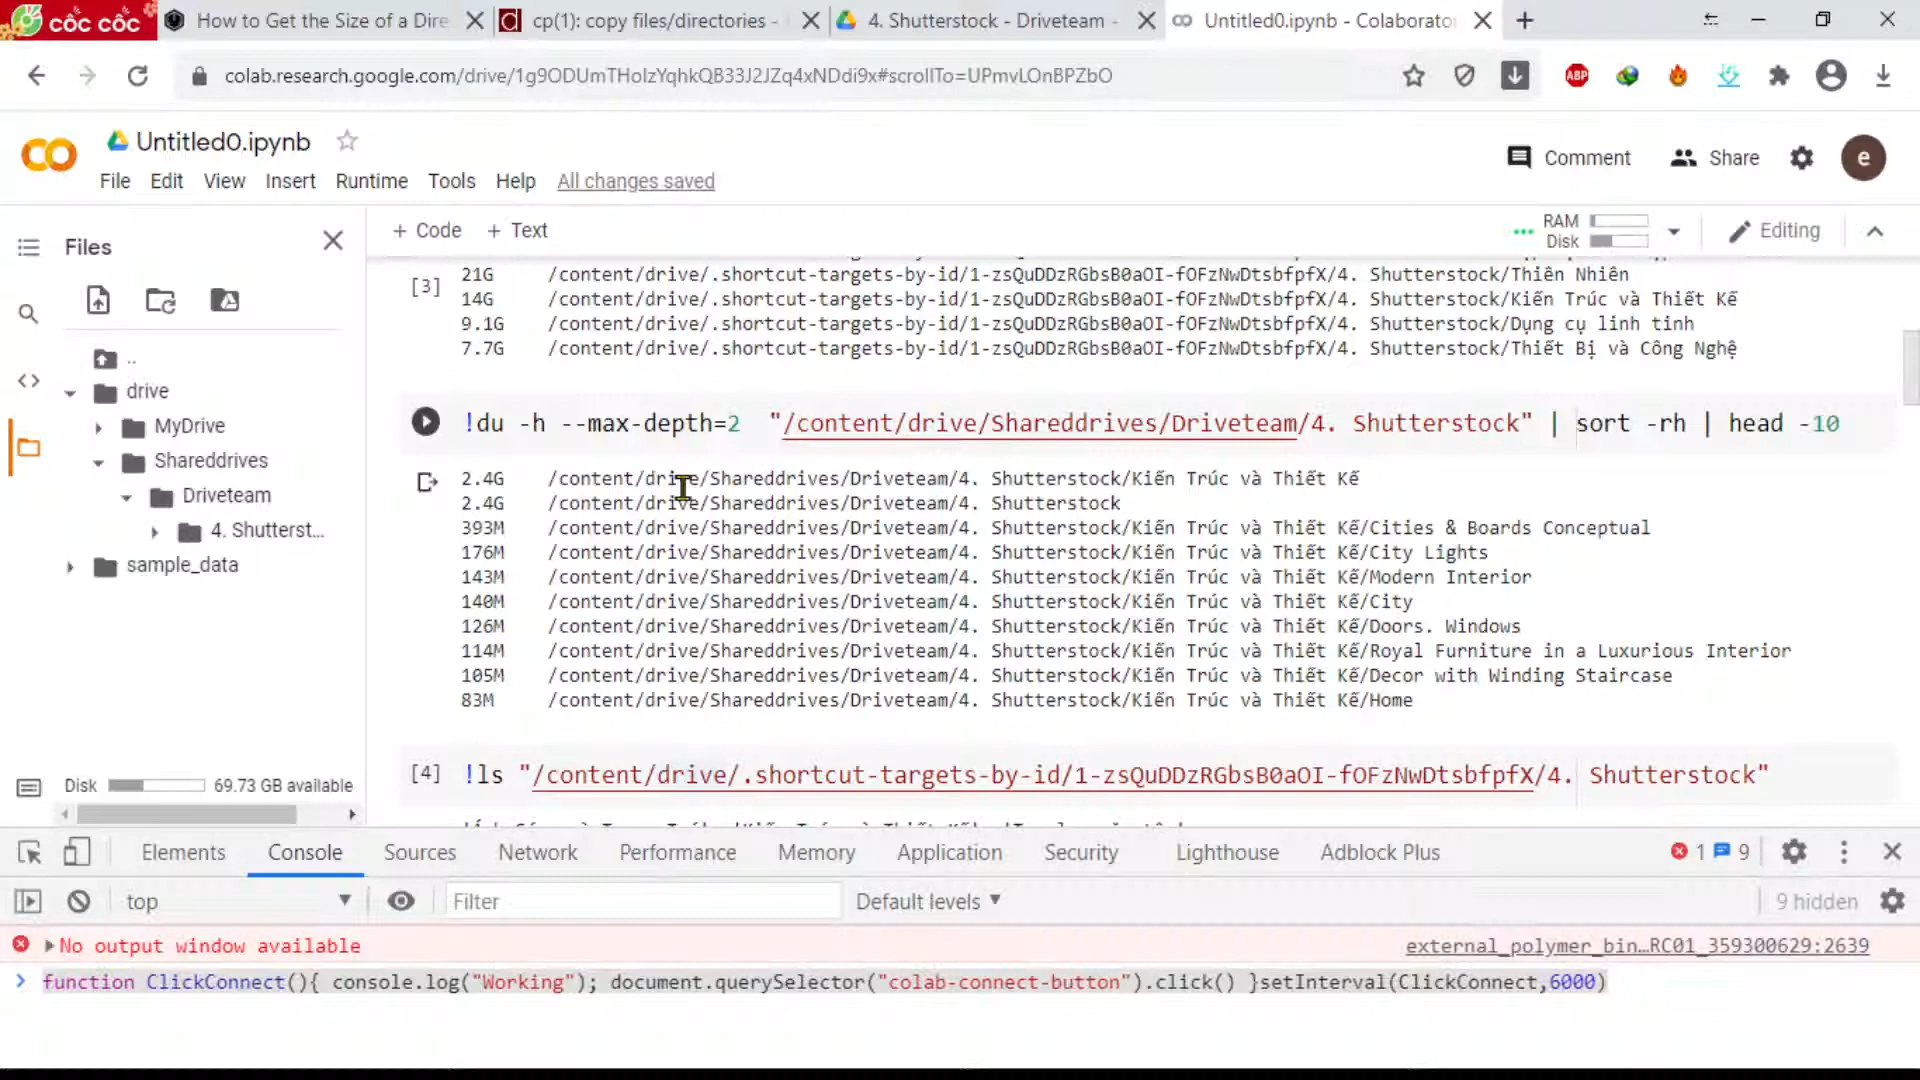 cốc cốc
How to Get the Size of a Dire
cp(1): copy files/directories -
4. Shutterstock - Driveteam -
Untitled0.ipynb - Colaborato
colab.research.google.com/drive/1g9ODUmTHolzYqhkQB33J2JZq4xNDdi9x#scrollTo=UPmvLOnBPZbO
ABP
Untitled0.ipynb
Comment
Share
e
File Edit View Insert Runtime Tools Help All changes saved
Files
+ Code + Text
RAM
Disk
Editing
..
drive
MyDrive
Shareddrives
Driveteam
4. Shutterst...
sample_data
Disk 69.73 GB available
[3]
21G /content/drive/.shortcut-targets-by-id/1-zsQuDDzRGbsB0aOI-fOFzNwDtsbfpfX/4. Shutterstock/Thiên Nhiên
14G /content/drive/.shortcut-targets-by-id/1-zsQuDDzRGbsB0aOI-fOFzNwDtsbfpfX/4. Shutterstock/Kiến Trúc và Thiết Kế
9.1G /content/drive/.shortcut-targets-by-id/1-zsQuDDzRGbsB0aOI-fOFzNwDtsbfpfX/4. Shutterstock/Dụng cụ linh tinh
7.7G /content/drive/.shortcut-targets-by-id/1-zsQuDDzRGbsB0aOI-fOFzNwDtsbfpfX/4. Shutterstock/Thiết Bị và Công Nghệ
!du -h --max-depth=2 "/content/drive/Shareddrives/Driveteam/4. Shutterstock" | sort -rh | head -10
2.4G /content/drive/Shareddrives/Driveteam/4. Shutterstock/Kiến Trúc và Thiết Kế
2.4G /content/drive/Shareddrives/Driveteam/4. Shutterstock
393M /content/drive/Shareddrives/Driveteam/4. Shutterstock/Kiến Trúc và Thiết Kế/Cities & Boards Conceptual
176M /content/drive/Shareddrives/Driveteam/4. Shutterstock/Kiến Trúc và Thiết Kế/City Lights
143M /content/drive/Shareddrives/Driveteam/4. Shutterstock/Kiến Trúc và Thiết Kế/Modern Interior
140M /content/drive/Shareddrives/Driveteam/4. Shutterstock/Kiến Trúc và Thiết Kế/City
126M /content/drive/Shareddrives/Driveteam/4. Shutterstock/Kiến Trúc và Thiết Kế/Doors. Windows
114M /content/drive/Shareddrives/Driveteam/4. Shutterstock/Kiến Trúc và Thiết Kế/Royal Furniture in a Luxurious Interior
105M /content/drive/Shareddrives/Driveteam/4. Shutterstock/Kiến Trúc và Thiết Kế/Decor with Winding Staircase
83M /content/drive/Shareddrives/Driveteam/4. Shutterstock/Kiến Trúc và Thiết Kế/Home
[4] !ls "/content/drive/.shortcut-targets-by-id/1-zsQuDDzRGbsB0aOI-fOFzNwDtsbfpfX/4. Shutterstock"
Elements Console Sources Network Performance Memory Application Security Lighthouse Adblock Plus 1 9
top Filter Default levels 9 hidden
No output window available external_polymer_bin…RC01_359300629:2639
function ClickConnect(){ console.log("Working"); document.querySelector("colab-connect-button").click() }setInterval(ClickConnect,6000)